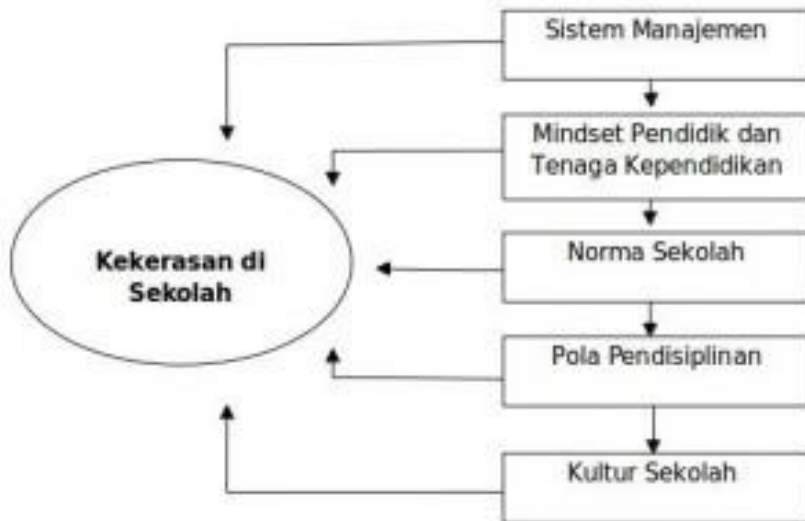 Sistem Manajemen
Mindset Pendidik dan
Tenaga Kependidikan
Kekerasan di
Sekolah
Norma Sekolah
Pola Pendisiplinan
Kultur Sekolah